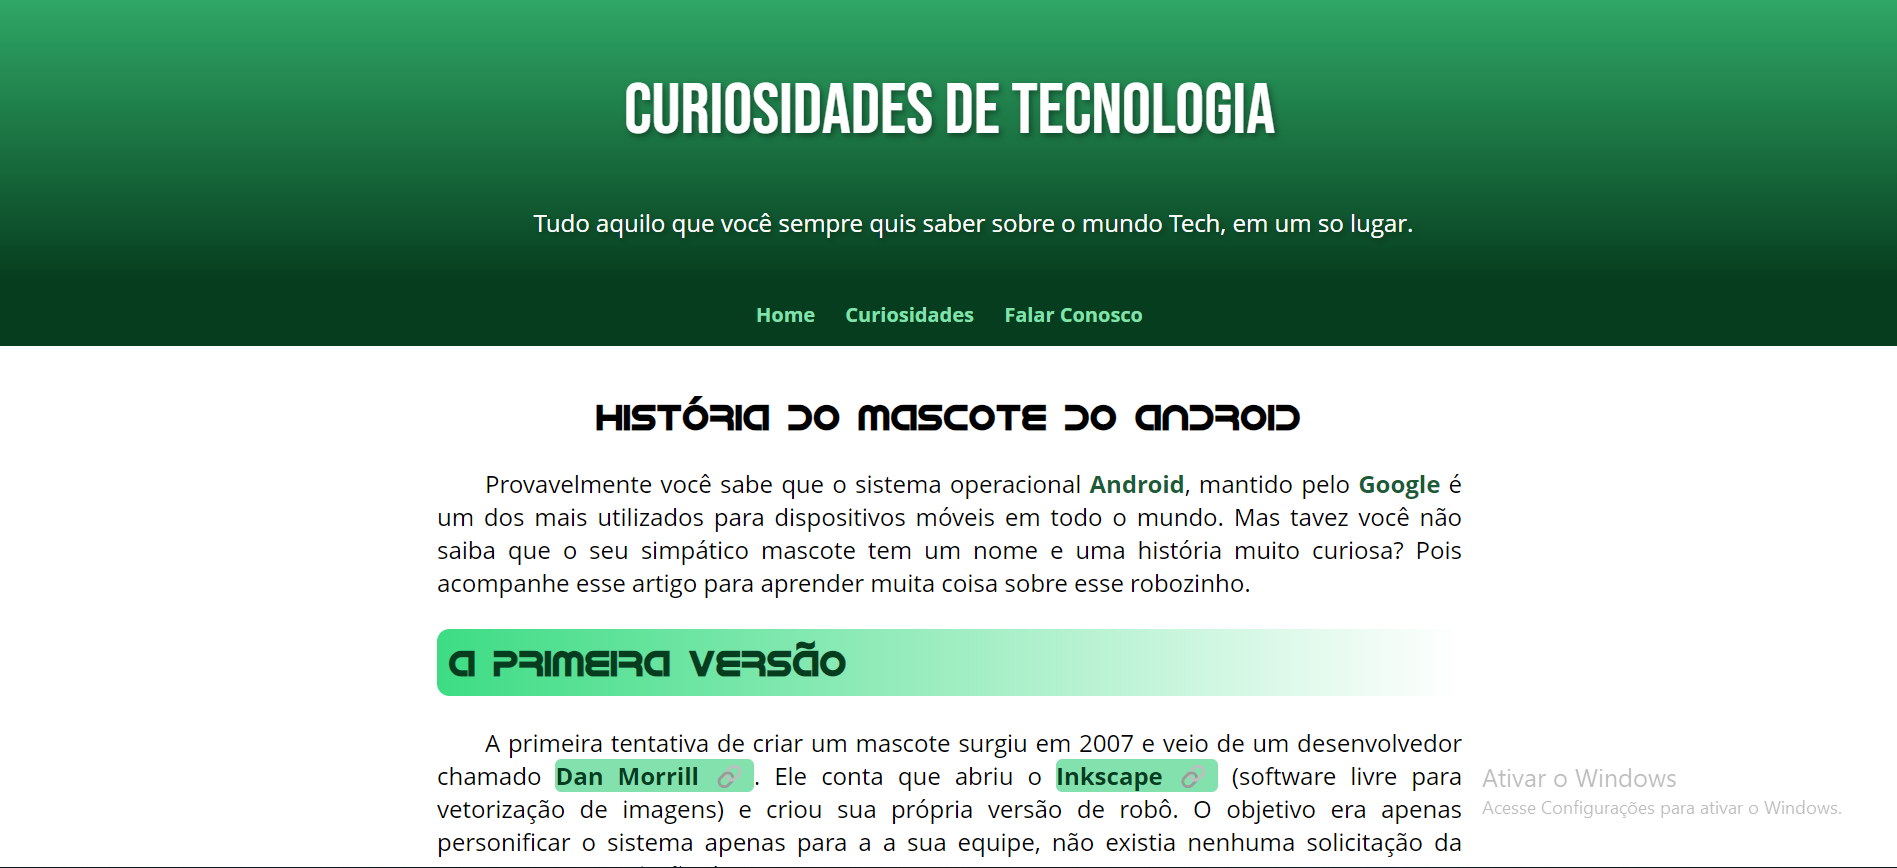 CURIOSIDADES DE TECNOLOGIA
Tudo aquilo que você sempre quis saber sobre o mundo Tech, em um so lugar.
Home Curiosidades Falar Conosco
HISTÓRIA DO MASCOTE DO ANDROID
Provavelmente você sabe que o sistema operacional Android, mantido pelo Google é
um dos mais utilizados para dispositivos móveis em todo o mundo. Mas tavez você não
saiba que o seu simpático mascote tem um nome e uma história muito curiosa? Pois
acompanhe esse artigo para aprender muita coisa sobre esse robozinho.
A PRIMEIRA VERSÃO
A primeira tentativa de criar um mascote surgiu em 2007 e veio de um desenvolvedor
chamado Dan Morrill 🔗. Ele conta que abriu o Inkscape 🔗 (software livre para
vetorização de imagens) e criou sua própria versão de robô. O objetivo era apenas
personificar o sistema apenas para a a sua equipe, não existia nenhuma solicitação da
Ativar o Windows
Acesse Configurações para ativar o Windows.